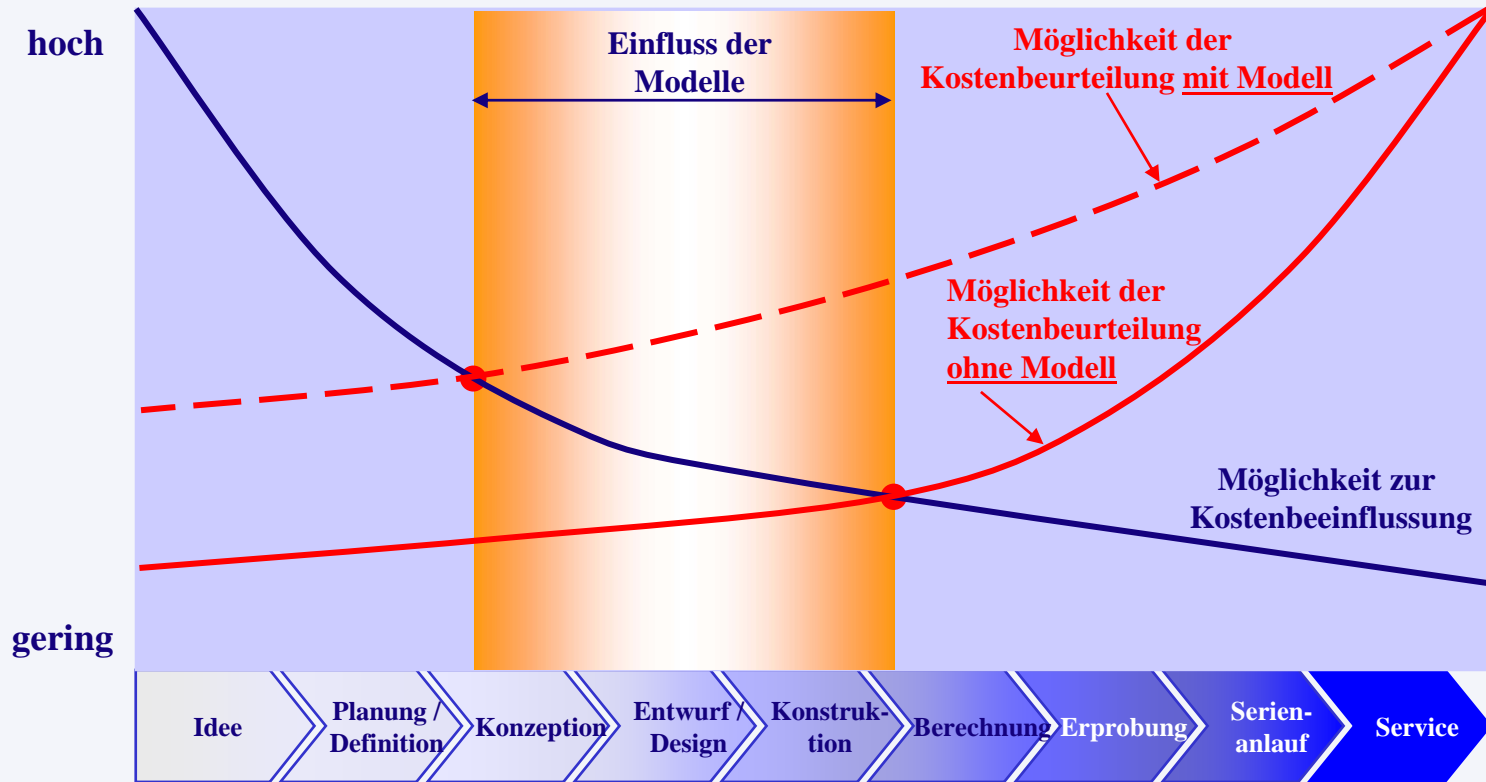 hoch
Einfluss der
Modelle
Möglichkeit der
Kostenbeurteilung mit Modell
Möglichkeit der
Kostenbeurteilung
ohne Modell
Möglichkeit zur
Kostenbeeinflussung
gering
Idee
Planung /
Definition
Konzeption
Entwurf /
Design
Konstruk-
tion
Berechnung
Erprobung
Serien-
anlauf
Service